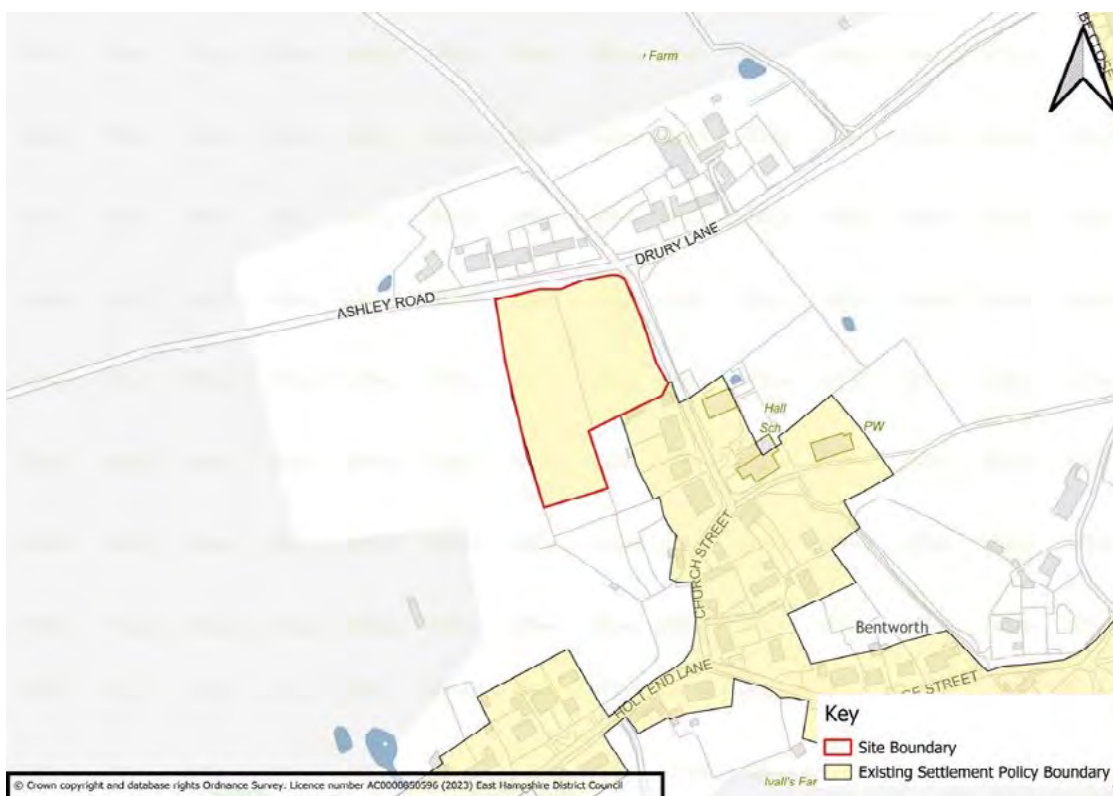 Farm
ASHLEY ROAD
DRURY LANE
Hall
Sch
PW
CHURCH STREET
Bentworth
HOLT END LANE
STREET
Key
Site Boundary
Existing Settlement Policy Boundary
© Crown copyright and database rights Ordnance Survey. Licence number AC0000850596 (2023) East Hampshire District Council
Ivall's Far